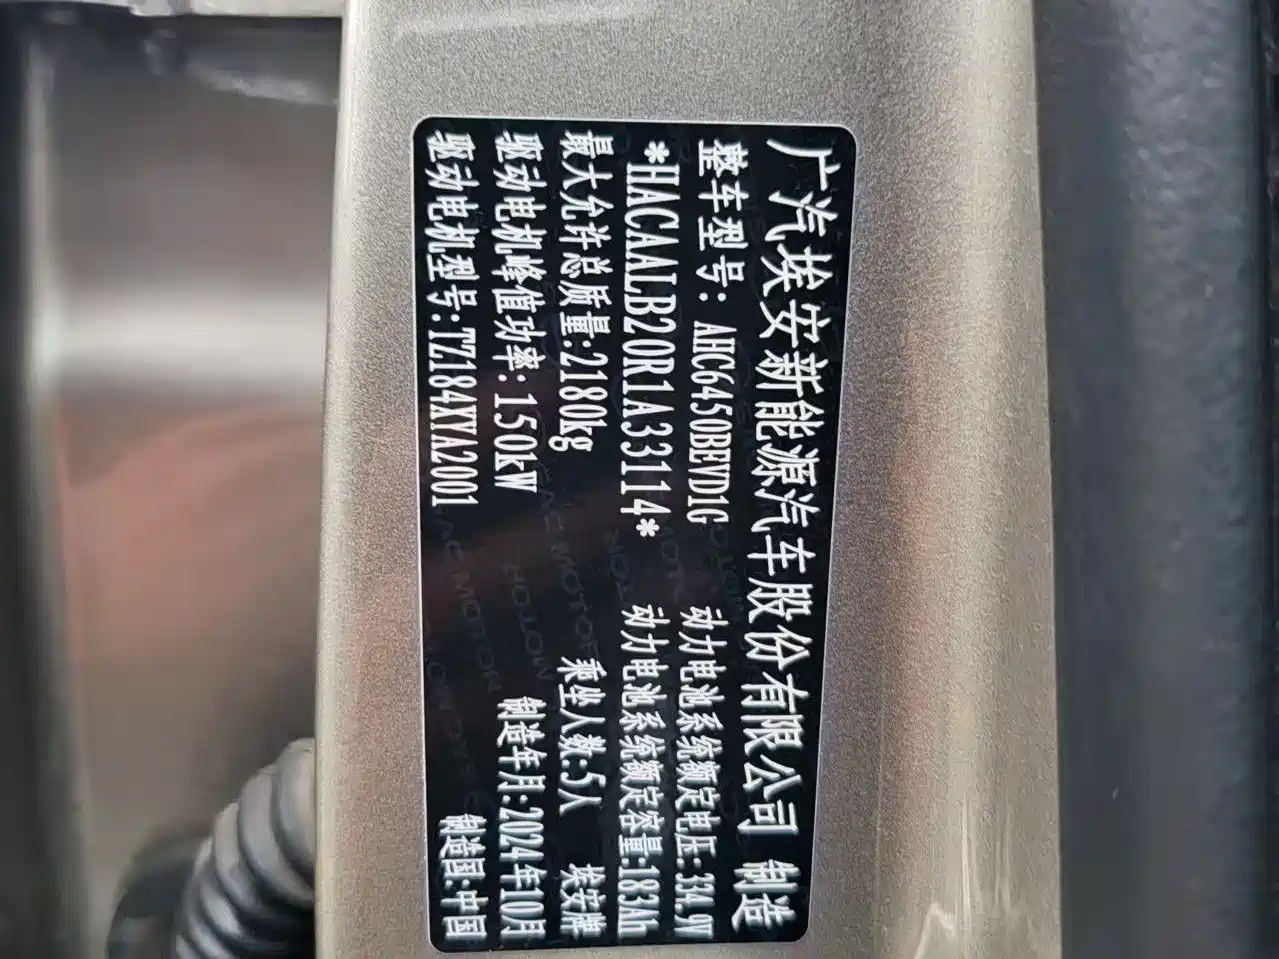 广汽埃安新能源汽车股份有限公司 制造
整车型号：AHC6450BEVD1G 动力电池系统额定电压:334.9V
*HACAALB20R1A33114* 动力电池系统额定容量:183Ah
最大允许总质量:2180kg 乘坐人数:5人 埃安牌
驱动电机峰值功率:150kW 制造年月:2024年10月
驱动电机型号:TZ184XYA2001 制造国:中国